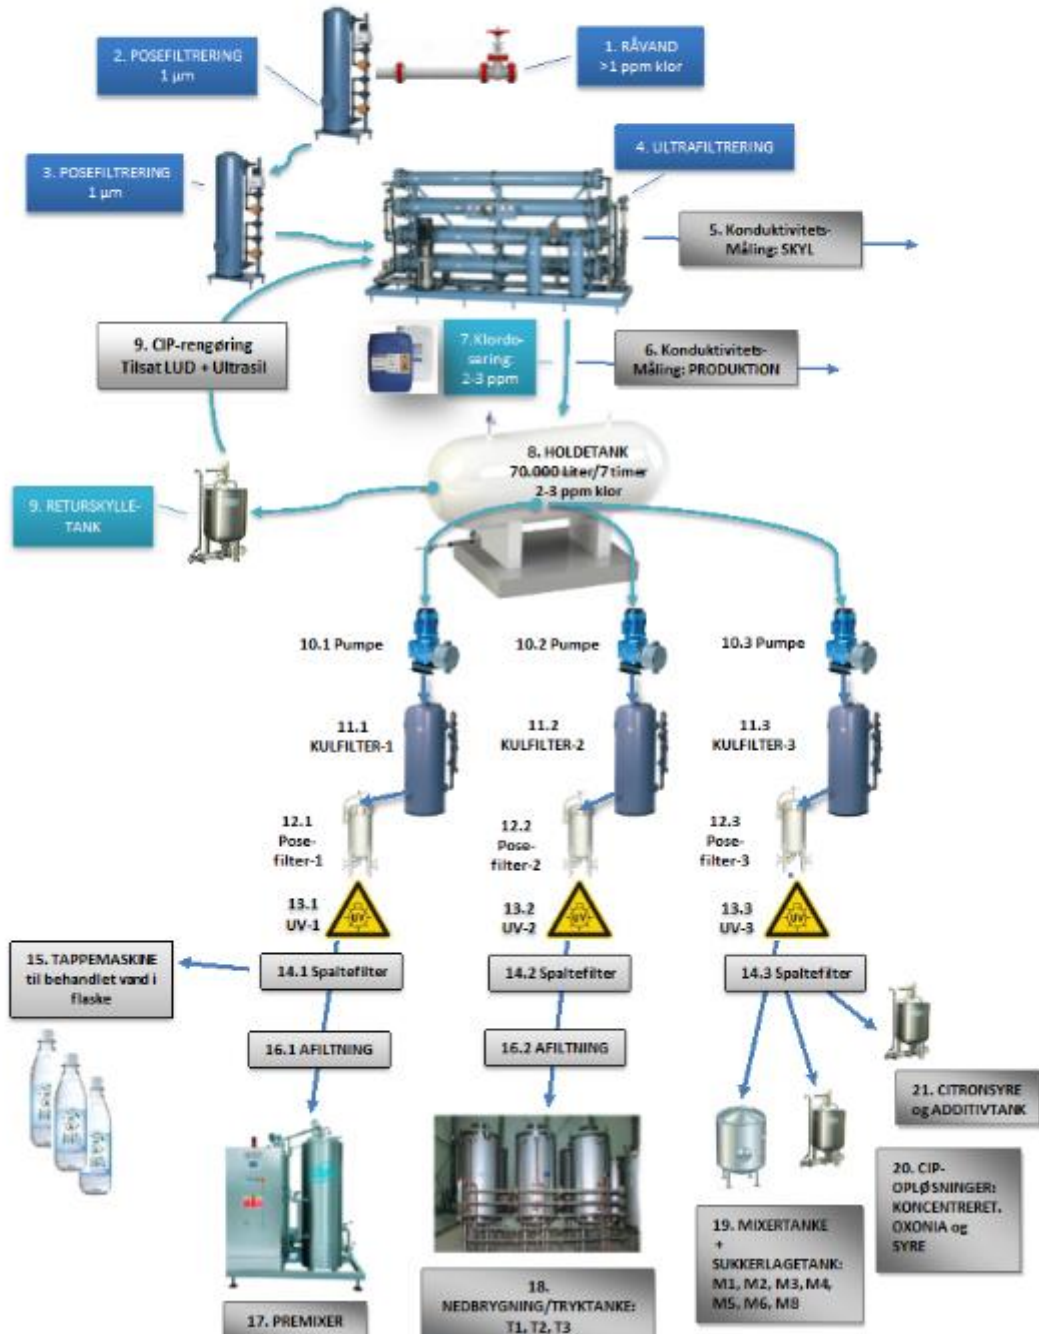 2. POSEFILTRERING
1 µm
1. RÅVAND
>1 ppm klor
3. POSEFILTRERING
1 µm
4. ULTRAFILTRERING
5. Konduktivitets-
Måling: SKYL
9. CIP-rengøring
Tilsat LUD + Ultrasil
7.Klordo-
sering:
2-3 ppm
6. Konduktivitets-
Måling: PRODUKTION
8. HOLDETANK
70.000 Liter/7 timer
2-3 ppm klor
9. RETURSKYLLE-
TANK
10.1 Pumpe
10.2 Pumpe
10.3 Pumpe
11.1
KULFILTER-1
11.2
KULFILTER-2
11.3
KULFILTER-3
12.1
Pose-
filter-1
12.2
Pose-
filter-2
12.3
Pose-
filter-3
13.1
UV-1
UV
13.2
UV-2
UV
13.3
UV-3
UV
15. TAPPEMASKINE
til behandlet vand i
flaske
14.1 Spaltefilter
14.2 Spaltefilter
14.3 Spaltefilter
16.1 AFILTNING
16.2 AFILTNING
21. CITRONSYRE
og ADDITIVTANK
20. CIP-
OPLØSNINGER:
KONCENTRERET.
OXONIA og
SYRE
19. MIXERTANKE
+
SUKKERLAGETANK:
M1, M2, M3, M4,
M5, M6, M8
17. PREMIXER
18.
NEDBRYGNING/TRYKTANKE:
T1, T2, T3